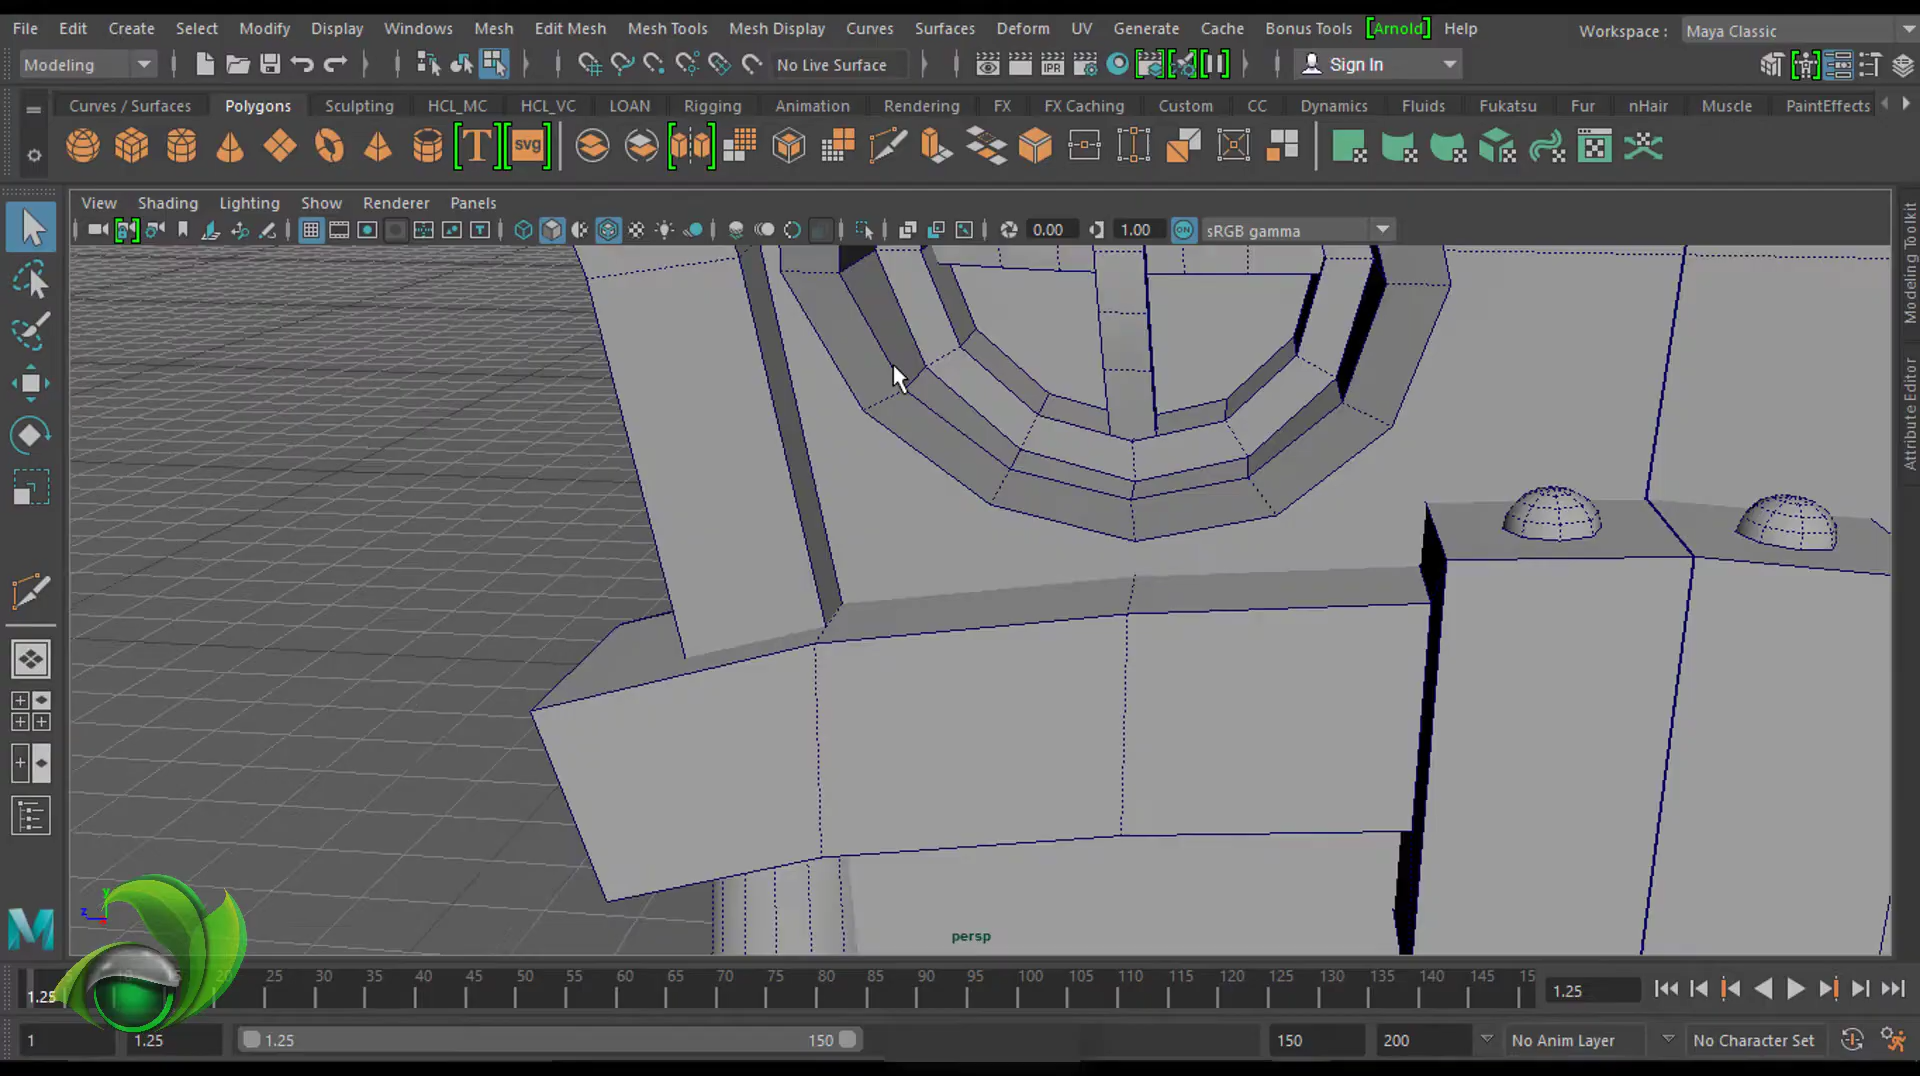 File Edit Create Select Modify Display Windows Mesh Edit Mesh Mesh Tools Mesh Display Curves Surfaces Deform UV Generate Cache Bonus Tools [Arnold] Help Workspace : Maya Classic
Modeling No Live Surface IPR Sign In
Curves / Surfaces Polygons Sculpting HCL_MC HCL_VC LOAN Rigging Animation Rendering FX FX Caching Custom CC Dynamics Fluids Fukatsu Fur nHair Muscle PaintEffects
T svg
View Shading Lighting Show Renderer Panels
0.00 1.00 ON sRGB gamma
Modeling Toolkit
Attribute Editor
y
z
persp
M
1.25 10 15 20 25 30 35 40 45 50 55 60 65 70 75 80 85 90 95 100 105 110 115 120 125 130 135 140 145 15 1.25
1 1.25 1.25 150 150 200 No Anim Layer No Character Set